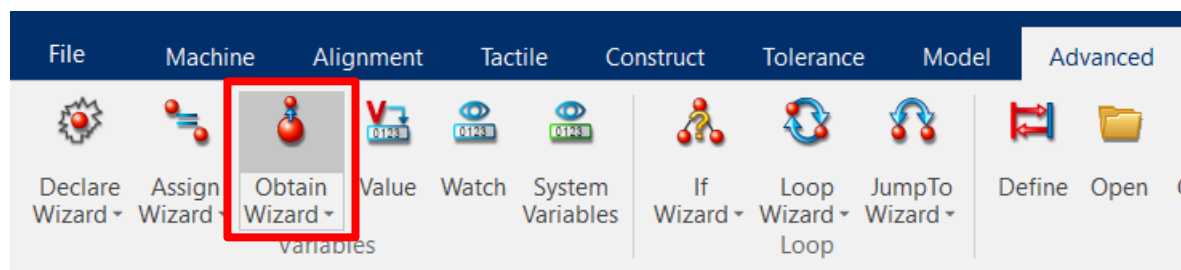 File Machine Alignment Tactile Construct Tolerance Model Advanced
V
0123 0123 0123
?
Declare Assign Obtain Value Watch System If Loop JumpTo Define Open
Wizard Wizard Wizard Variables Wizard Wizard Wizard
Variables Loop